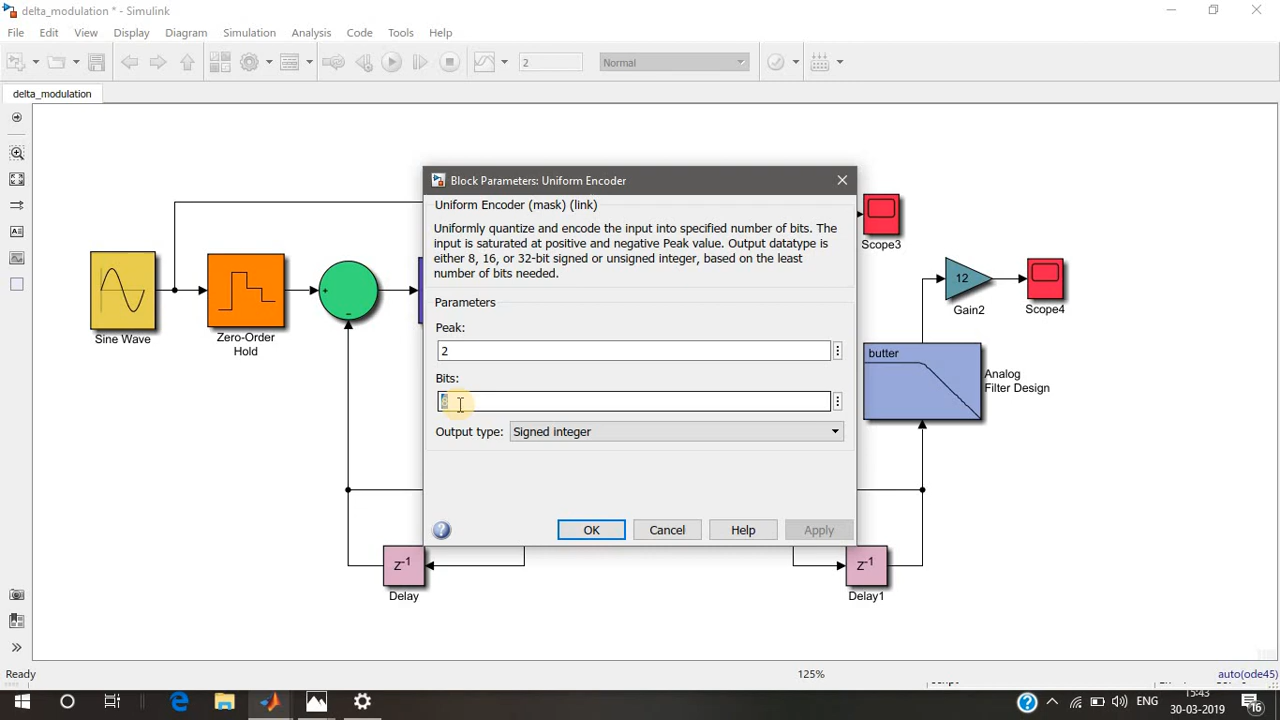 delta_modulation * - Simulink
File Edit View Display Diagram Simulation Analysis Code Tools Help
2 Normal
delta_modulation
Block Parameters: Uniform Encoder
Uniform Encoder (mask) (link)
Uniformly quantize and encode the input into specified number of bits. The
input is saturated at positive and negative Peak value. Output datatype is
either 8, 16, or 32-bit signed or unsigned integer, based on the least
number of bits needed.
Parameters
Peak:
2
Bits:
Output type: Signed integer
OK Cancel Help Apply
Sine Wave
Zero-Order
Hold
+
-
Scope3
12
Gain2
Scope4
butter
Analog
Filter Design
Z-1
Delay
Z-1
Delay1
Ready 125% auto(ode45)
ENG
15:43
30-03-2019
16